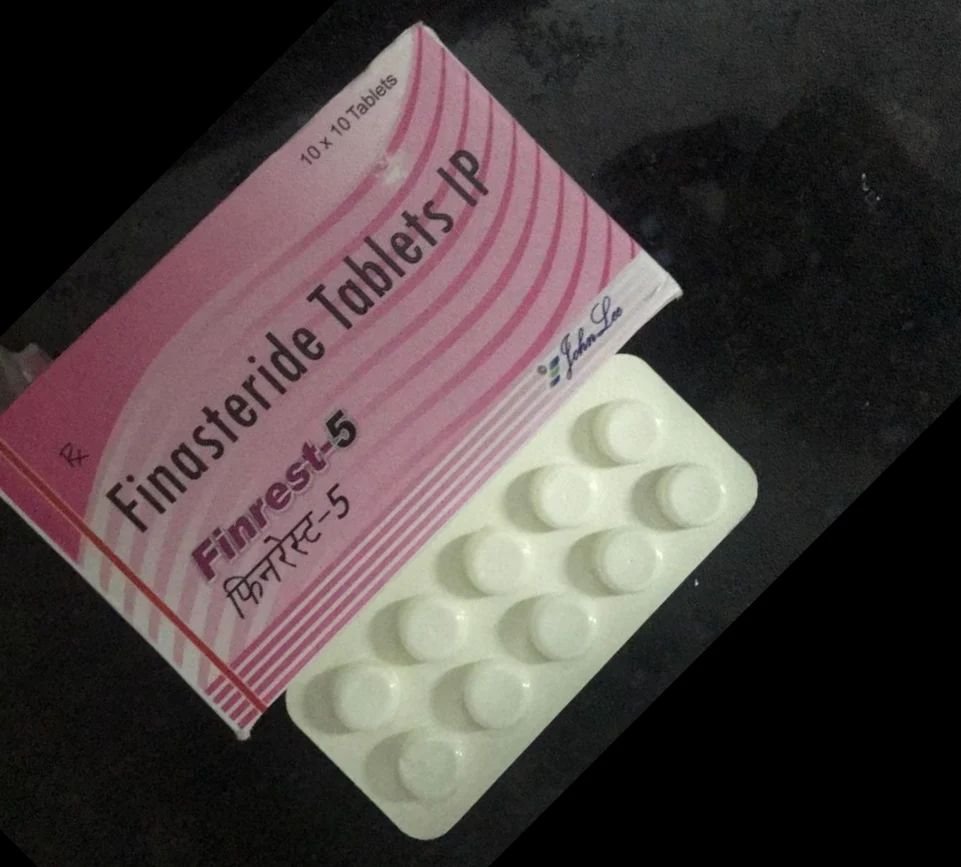 10 x 10 Tablets
Rx
Finasteride Tablets IP
Finrest-5
फिनरेस्ट-5
John Lee